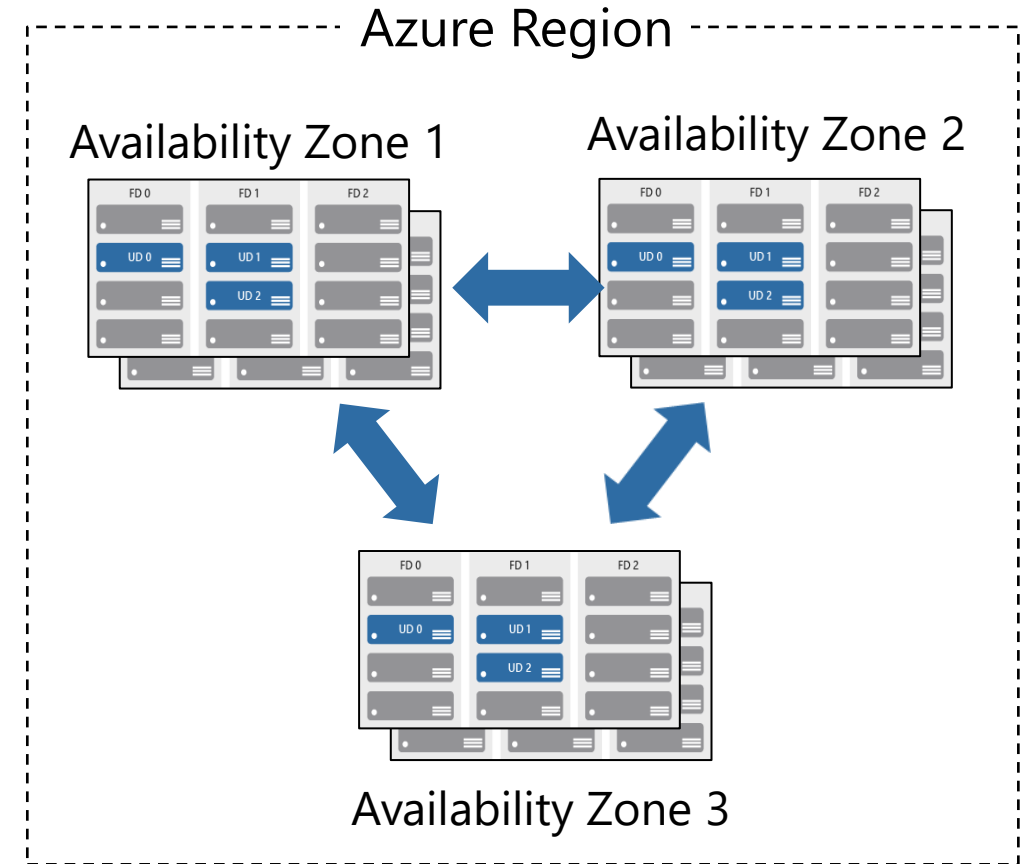 Azure Region
Availability Zone 1
Availability Zone 2
FD 0 FD 1 FD 2
UD 0 UD 1
UD 2
FD 0 FD 1 FD 2
UD 0 UD 1
UD 2
FD 0 FD 1 FD 2
UD 0 UD 1
UD 2
Availability Zone 3